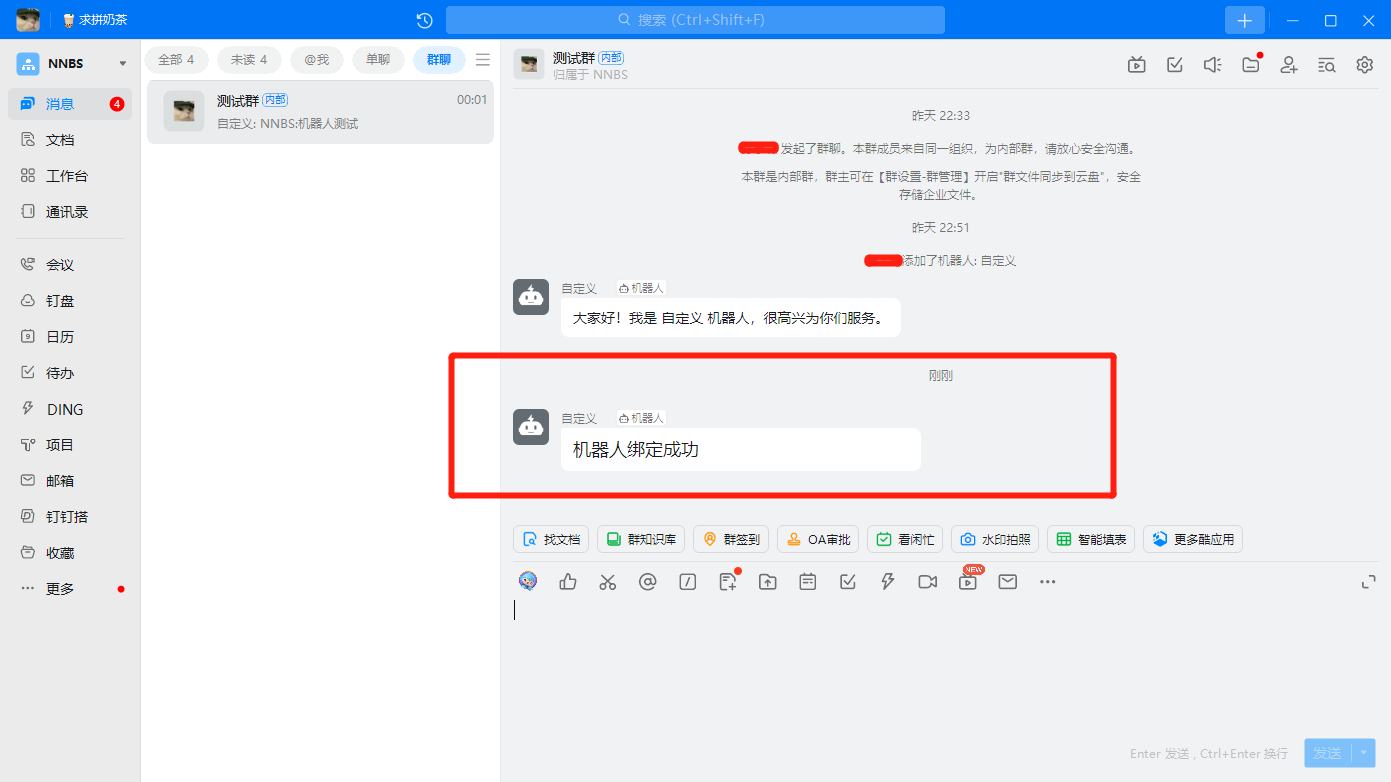 求拼奶茶
搜索 (Ctrl+Shift+F)
NNBS
消息
4
文档
工作台
通讯录
会议
钉盘
日历
待办
DING
项目
邮箱
钉钉搭
收藏
更多
全部 4
未读 4
@我
单聊
群聊
测试群 内部
00:01
自定义: NNBS:机器人测试
测试群 内部
归属于 NNBS
昨天 22:33
发起了群聊。本群成员来自同一组织，为内部群，请放心安全沟通。
本群是内部群，群主可在【群设置-群管理】开启"群文件同步到云盘"，安全
存储企业文件。
昨天 22:51
添加了机器人: 自定义
自定义 机器人
大家好！我是 自定义 机器人，很高兴为你们服务。
刚刚
自定义 机器人
机器人绑定成功
找文档
群知识库
群签到
OA审批
看闲忙
水印拍照
智能填表
更多酷应用
NEW
Enter 发送 , Ctrl+Enter 换行
发送